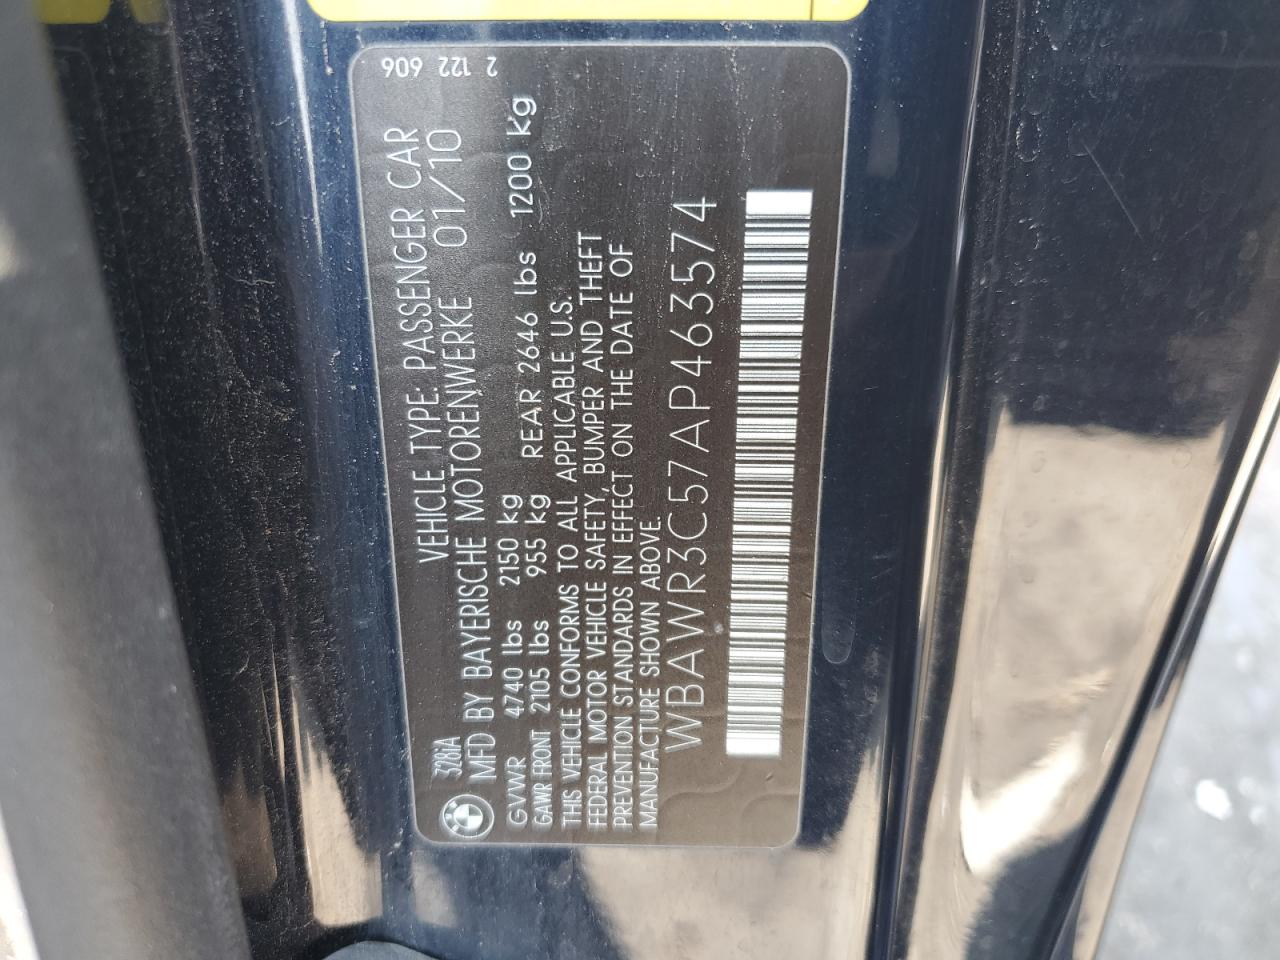 2 122 606
328iA VEHICLE TYPE: PASSENGER CAR
MFD BY BAYERISCHE MOTORENWERKE 01/10
GVWR 4740 lbs 2150 kg
GAWR FRONT 2105 lbs 955 kg REAR 2646 lbs 1200 kg
THIS VEHICLE CONFORMS TO ALL APPLICABLE U.S.
FEDERAL MOTOR VEHICLE SAFETY, BUMPER AND THEFT
PREVENTION STANDARDS IN EFFECT ON THE DATE OF
MANUFACTURE SHOWN ABOVE.
WBAWR3C57AP463574